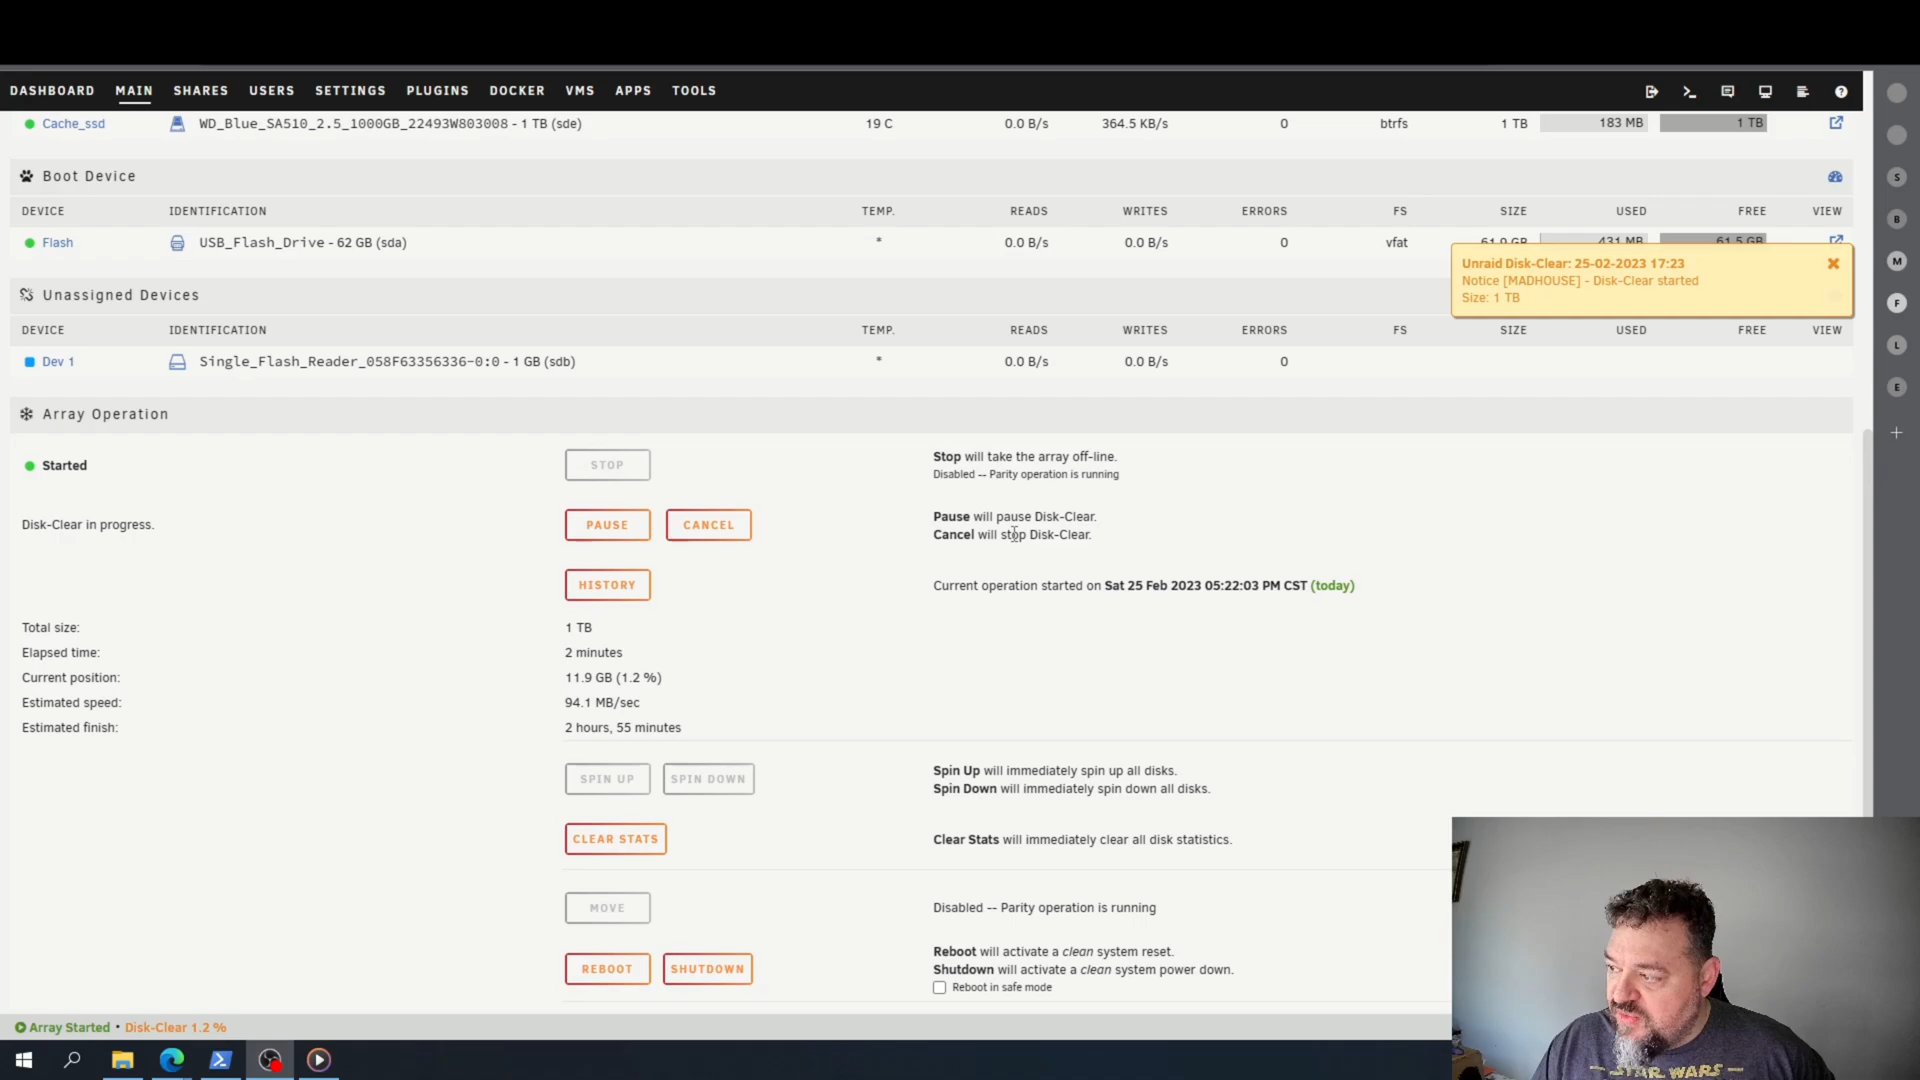 DASHBOARD MAIN SHARES USERS SETTINGS PLUGINS DOCKER VMS APPS TOOLS
Cache_ssd WD_Blue_SA510_2.5_1000GB_22493W803008 - 1 TB (sde) 19 C 0.0 B/s 364.5 KB/s 0 btrfs 1 TB 183 MB 1 TB
S
B
Boot Device
DEVICE IDENTIFICATION TEMP. READS WRITES ERRORS FS SIZE USED FREE VIEW
Flash USB_Flash_Drive - 62 GB (sda) * 0.0 B/s 0.0 B/s 0 vfat 61.9 GB 431 MB 61.5 GB
M
Unraid Disk-Clear: 25-02-2023 17:23
Notice [MADHOUSE] - Disk-Clear started
Size: 1 TB
F
Unassigned Devices
DEVICE IDENTIFICATION TEMP. READS WRITES ERRORS FS SIZE USED FREE VIEW
L
Dev 1 Single_Flash_Reader_058F63356336-0:0 - 1 GB (sdb) * 0.0 B/s 0.0 B/s 0
E
Array Operation
Started STOP Stop will take the array off-line.
Disabled -- Parity operation is running
Disk-Clear in progress. PAUSE CANCEL Pause will pause Disk-Clear.
Cancel will stop Disk-Clear.
HISTORY Current operation started on Sat 25 Feb 2023 05:22:03 PM CST (today)
Total size: 1 TB
Elapsed time: 2 minutes
Current position: 11.9 GB (1.2 %)
Estimated speed: 94.1 MB/sec
Estimated finish: 2 hours, 55 minutes
SPIN UP SPIN DOWN Spin Up will immediately spin up all disks.
Spin Down will immediately spin down all disks.
CLEAR STATS Clear Stats will immediately clear all disk statistics.
MOVE Disabled -- Parity operation is running
REBOOT SHUTDOWN Reboot will activate a clean system reset.
Shutdown will activate a clean system power down.
Reboot in safe mode
Array Started • Disk-Clear 1.2 %
STAR WARS